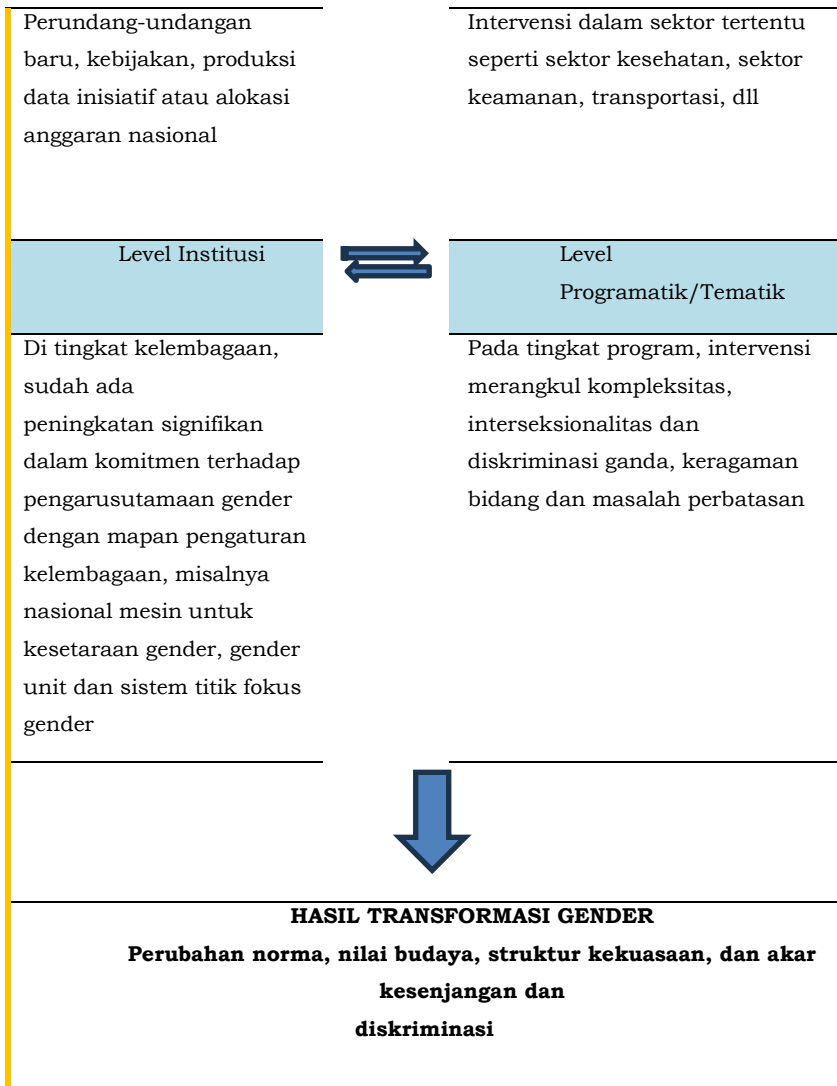 Perundang-undangan
baru, kebijakan, produksi
data inisiatif atau alokasi
anggaran nasional
Intervensi dalam sektor tertentu
seperti sektor kesehatan, sektor
keamanan, transportasi, dll
Level Institusi
Level
Programatik/Tematik
Di tingkat kelembagaan,
sudah ada
peningkatan signifikan
dalam komitmen terhadap
pengarusutamaan gender
dengan mapan pengaturan
kelembagaan, misalnya
nasional mesin untuk
kesetaraan gender, gender
unit dan sistem titik fokus
gender
Pada tingkat program, intervensi
merangkul kompleksitas,
interseksionalitas dan
diskriminasi ganda, keragaman
bidang dan masalah perbatasan
HASIL TRANSFORMASI GENDER
Perubahan norma, nilai budaya, struktur kekuasaan, dan akar
kesenjangan dan
diskriminasi